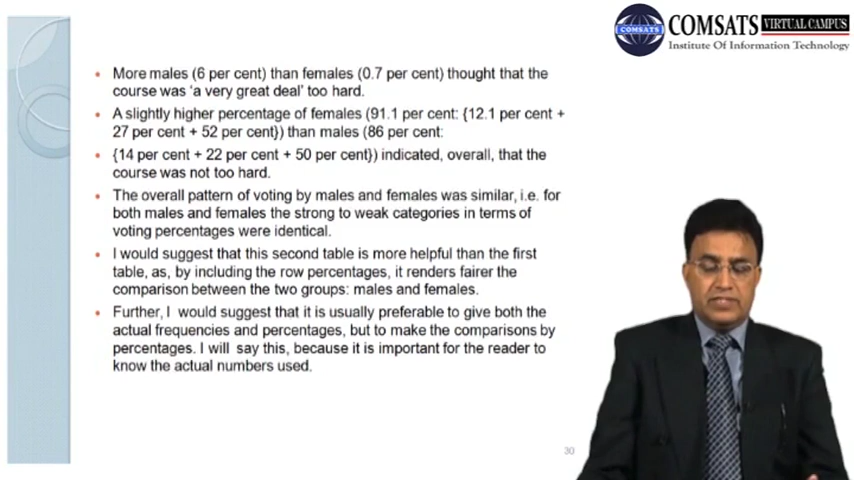 COMSATS VIRTUAL CAMPUS
COMSATS
Institute Of Information Technology
• More males (6 per cent) than females (0.7 per cent) thought that the
course was ‘a very great deal’ too hard.
• A slightly higher percentage of females (91.1 per cent: {12.1 per cent +
27 per cent + 52 per cent}) than males (86 per cent:
• {14 per cent + 22 per cent + 50 per cent}) indicated, overall, that the
course was not too hard.
• The overall pattern of voting by males and females was similar, i.e. for
both males and females the strong to weak categories in terms of
voting percentages were identical.
• I would suggest that this second table is more helpful than the first
table, as, by including the row percentages, it renders fairer the
comparison between the two groups: males and females.
• Further, I would suggest that it is usually preferable to give both the
actual frequencies and percentages, but to make the comparisons by
percentages. I will say this, because it is important for the reader to
know the actual numbers used.
30